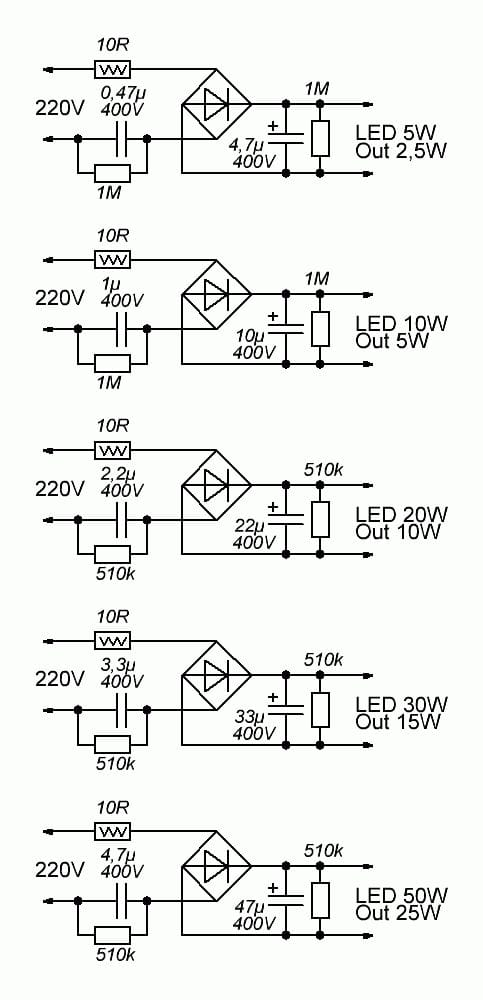 10R
0,47µ
400V
1M
220V
4,7µ
400V
LED 5W
Out 2,5W
1M
10R
1µ
400V
1M
220V
10µ
400V
LED 10W
Out 5W
1M
10R
2,2µ
400V
510k
220V
22µ
400V
LED 20W
Out 10W
510k
10R
3,3µ
400V
510k
220V
33µ
400V
LED 30W
Out 15W
510k
10R
4,7µ
400V
510k
220V
47µ
400V
LED 50W
Out 25W
510k